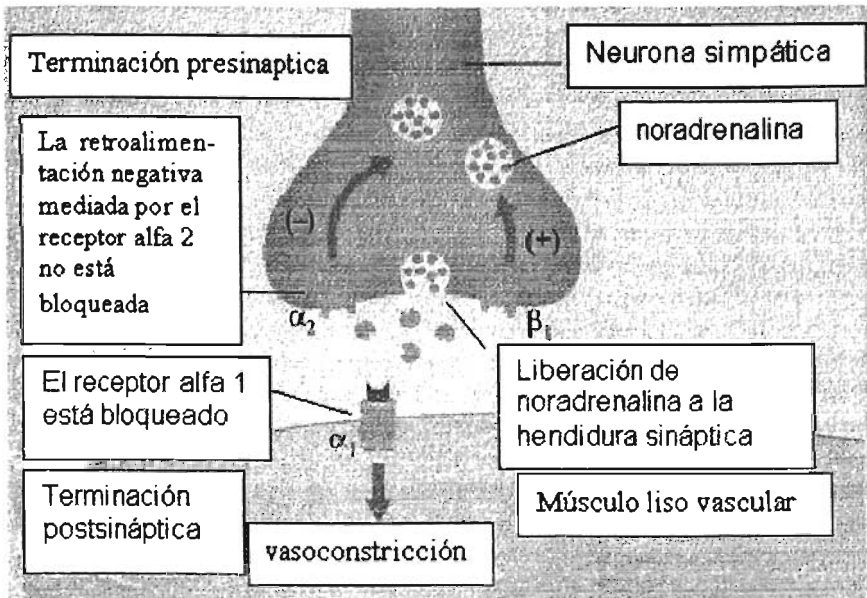 Terminación presinaptica
Neurona simpática
noradrenalina
La retroalimen-
tación negativa
mediada por el
receptor alfa 2
no está
bloqueada
(-)
(+)
α2
β1
El receptor alfa 1
está bloqueado
α1
Liberación de
noradrenalina a la
hendidura sináptica
Terminación
postsináptica
Músculo liso vascular
vasoconstricción